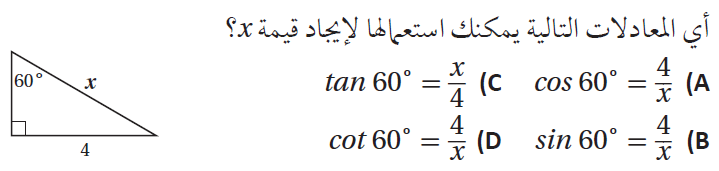 أي المعادلات التالية يمكنك استعمالها لإيجاد قيمة x؟
A) cos 60° = 4/x C) tan 60° = x/4
B) sin 60° = 4/x D) cot 60° = 4/x
60°
x
4